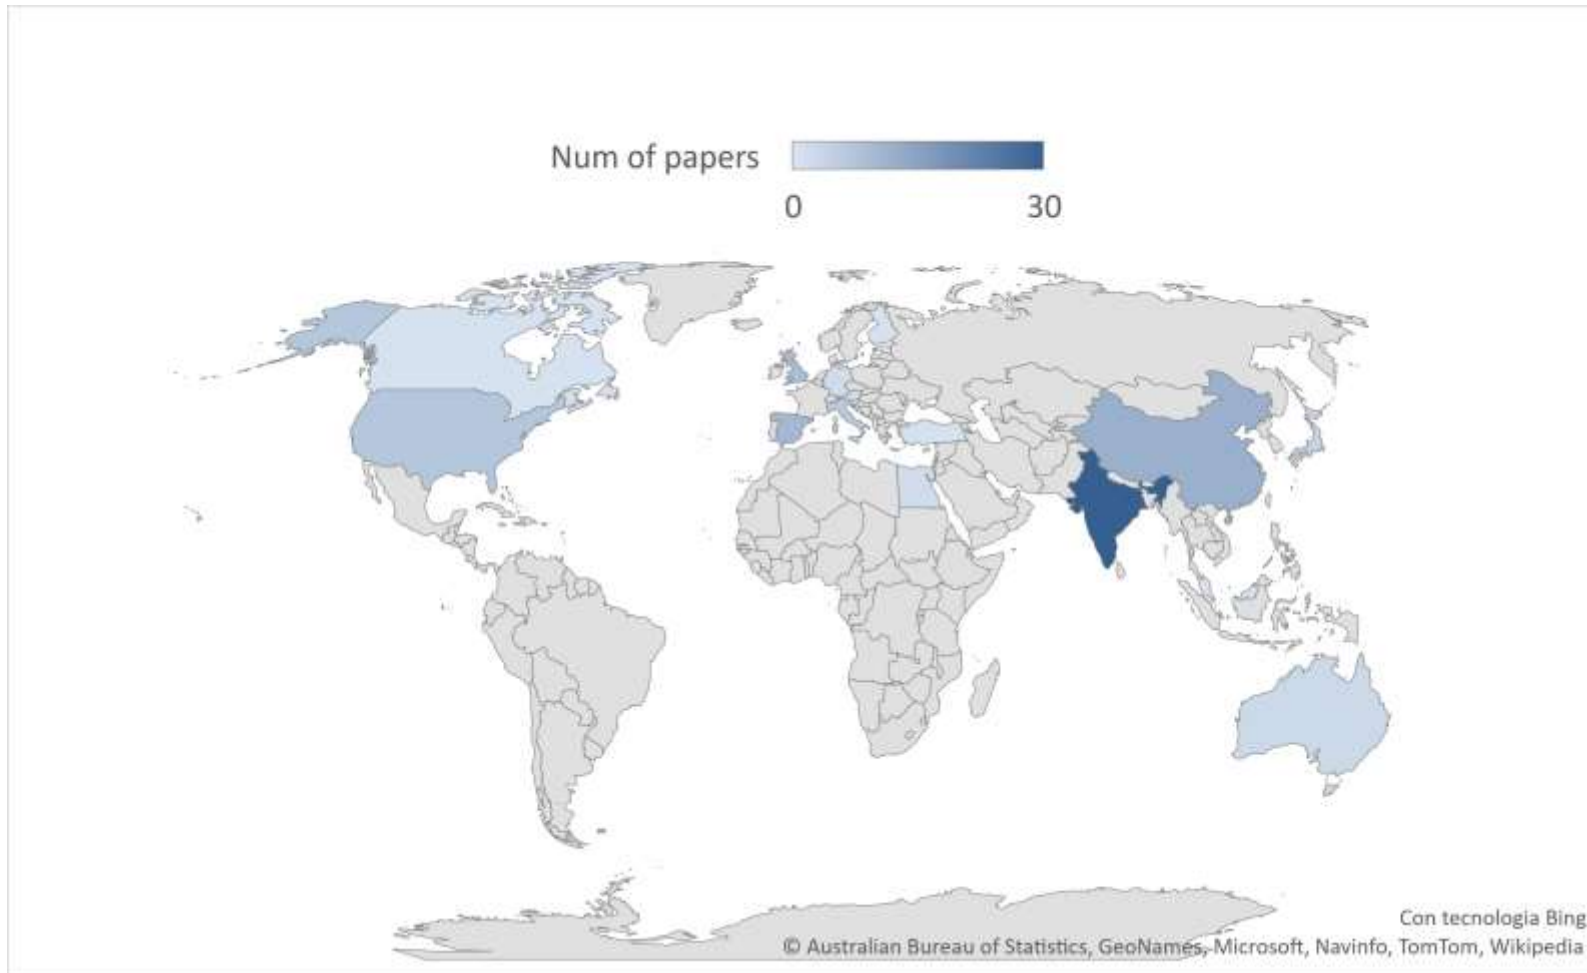 Num of papers
0 30
Con tecnologia Bing
© Australian Bureau of Statistics, GeoNames, Microsoft, Navinfo, TomTom, Wikipedia